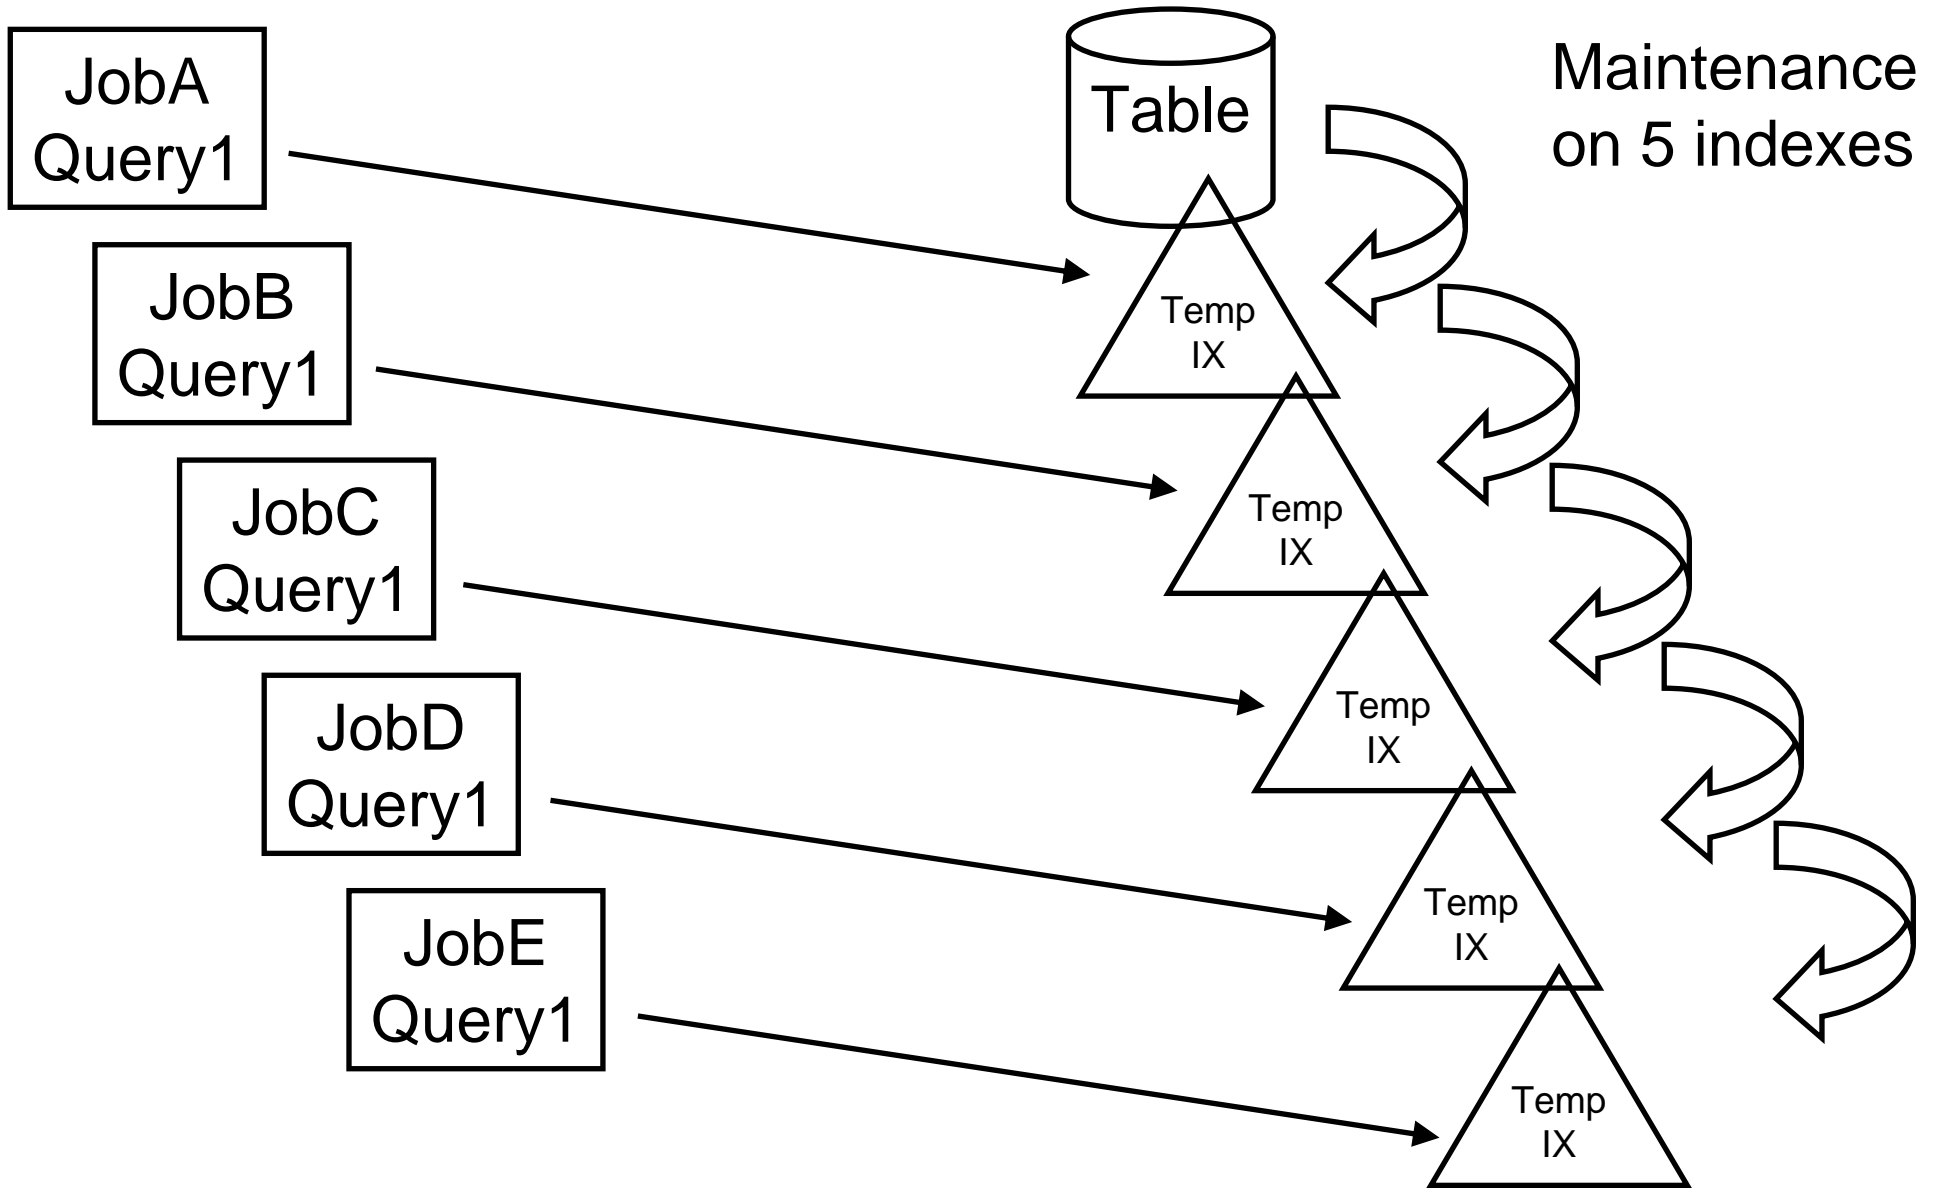 JobA
Query1
JobB
Query1
JobC
Query1
JobD
Query1
JobE
Query1
Table
Temp
IX
Temp
IX
Temp
IX
Temp
IX
Temp
IX
Maintenance
on 5 indexes